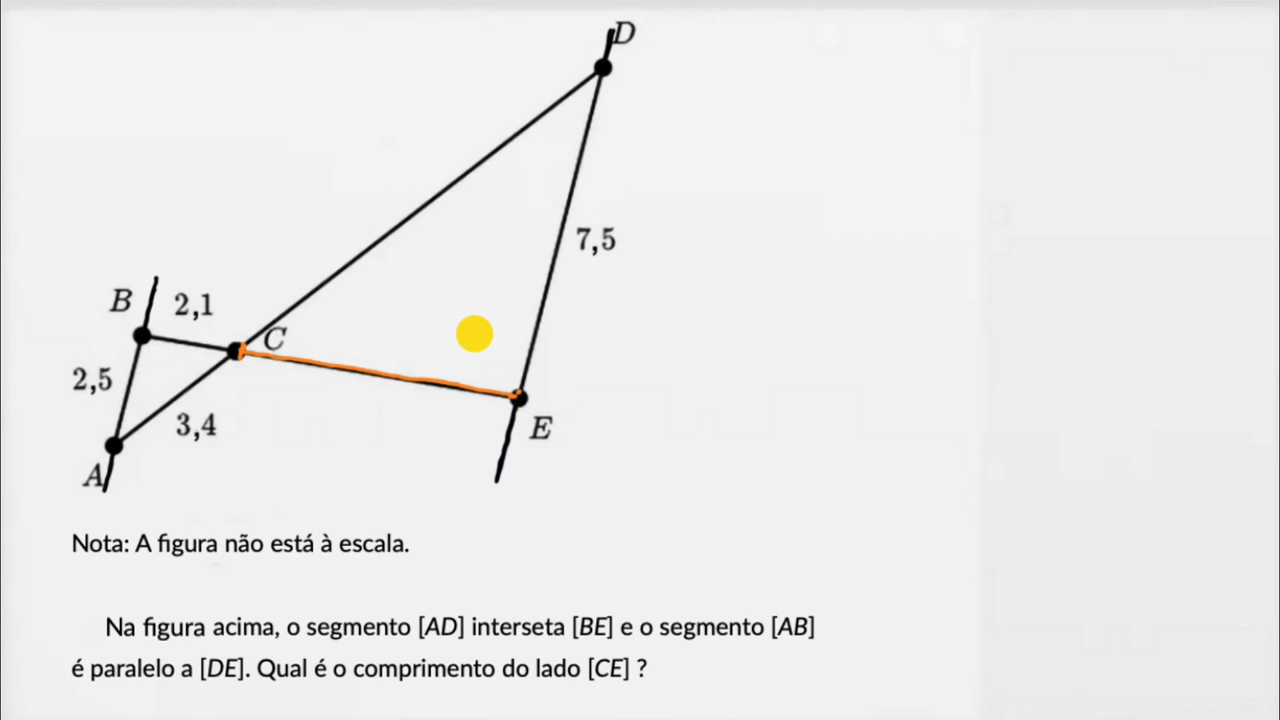 D
7,5
B
2,1
C
2,5
3,4
E
A
Nota: A figura não está à escala.
Na figura acima, o segmento [AD] interseta [BE] e o segmento [AB]
é paralelo a [DE]. Qual é o comprimento do lado [CE] ?